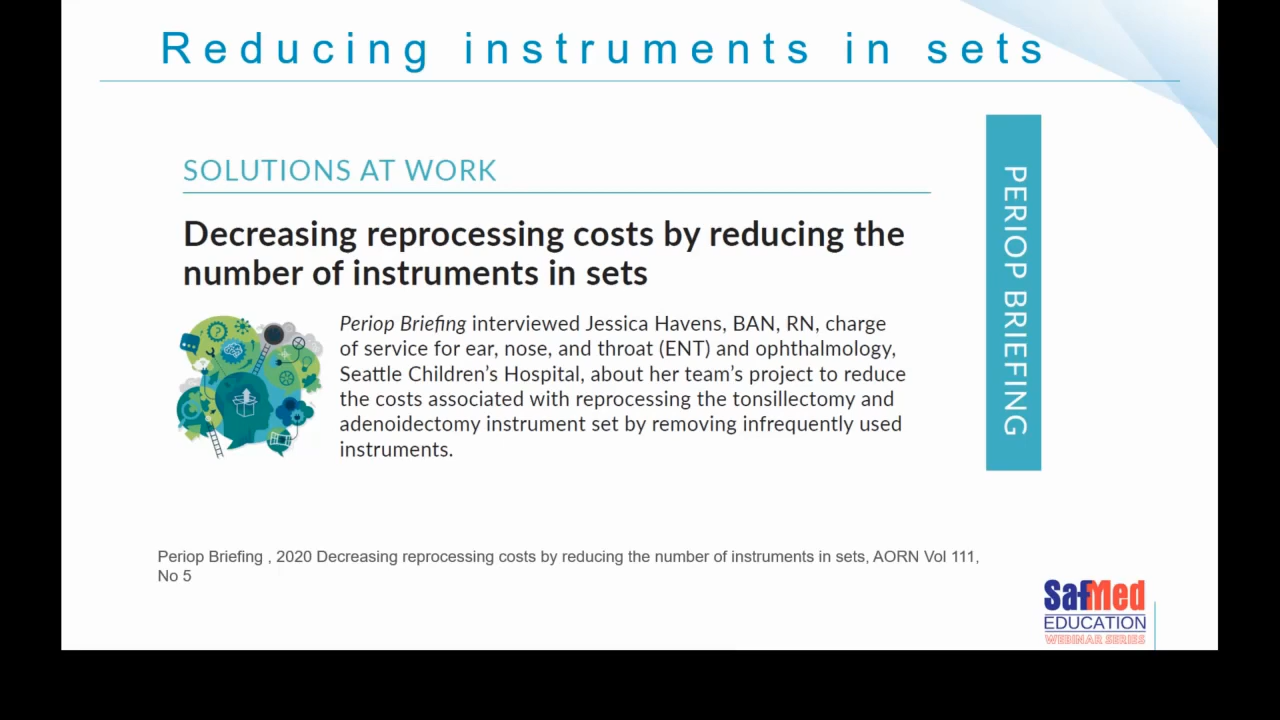 Reducing instruments in sets
SOLUTIONS AT WORK
Decreasing reprocessing costs by reducing the
number of instruments in sets
Periop Briefing interviewed Jessica Havens, BAN, RN, charge
of service for ear, nose, and throat (ENT) and ophthalmology,
Seattle Children's Hospital, about her team's project to reduce
the costs associated with reprocessing the tonsillectomy and
adenoidectomy instrument set by removing infrequently used
instruments.
PERIOP BRIEFING
Periop Briefing , 2020 Decreasing reprocessing costs by reducing the number of instruments in sets, AORN Vol 111,
No 5
SafMed
EDUCATION
WEBINAR SERIES